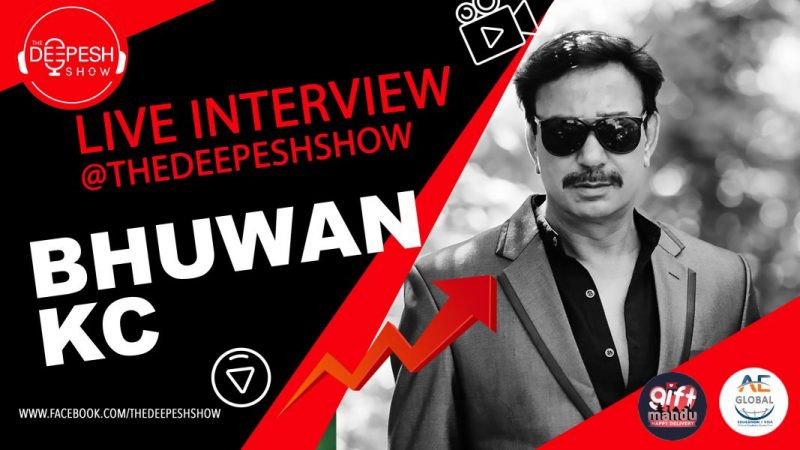 THE
DEEPESH
SHOW
LIVE INTERVIEW
@THEDEEPESHSHOW
BHUWAN
KC
WWW.FACEBOOK.COM/THEDEEPESHSHOW
gift
mandu
HAPPY DELIVERY
AE
GLOBAL
EDUCATION / VISA